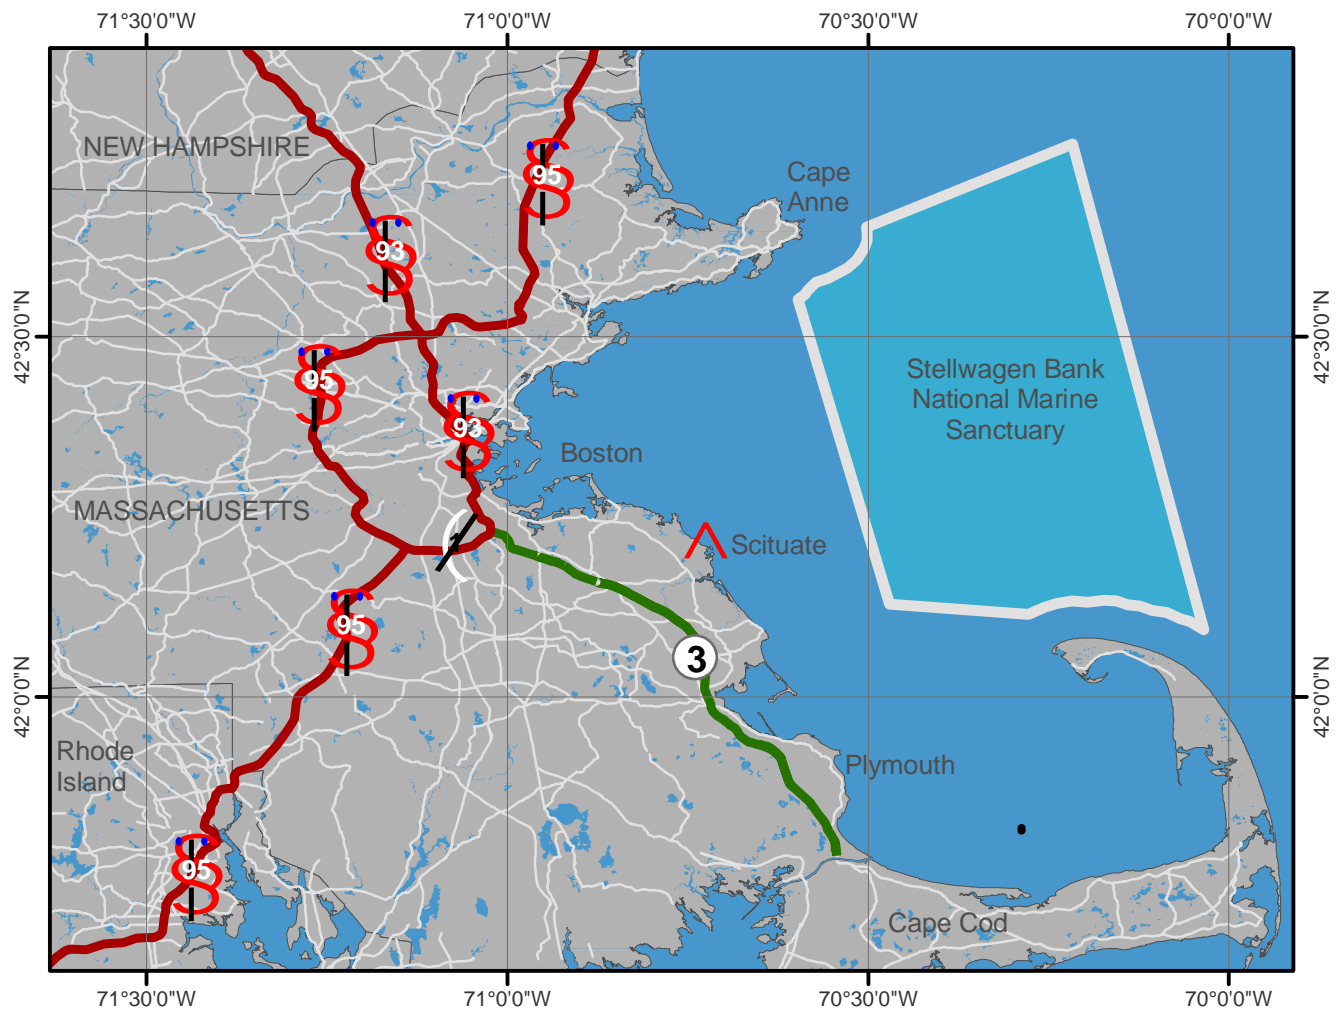 71°30'0"W
71°0'0"W
70°30'0"W
70°0'0"W
NEW HAMPSHIRE
95
Cape
Anne
93
42°30'0"N
42°30'0"N
95
Stellwagen Bank
National Marine
Sanctuary
93
Boston
MASSACHUSETTS
1
Scituate
95
3
42°0'0"N
42°0'0"N
Rhode
Island
Plymouth
95
Cape Cod
71°30'0"W
71°0'0"W
70°30'0"W
70°0'0"W